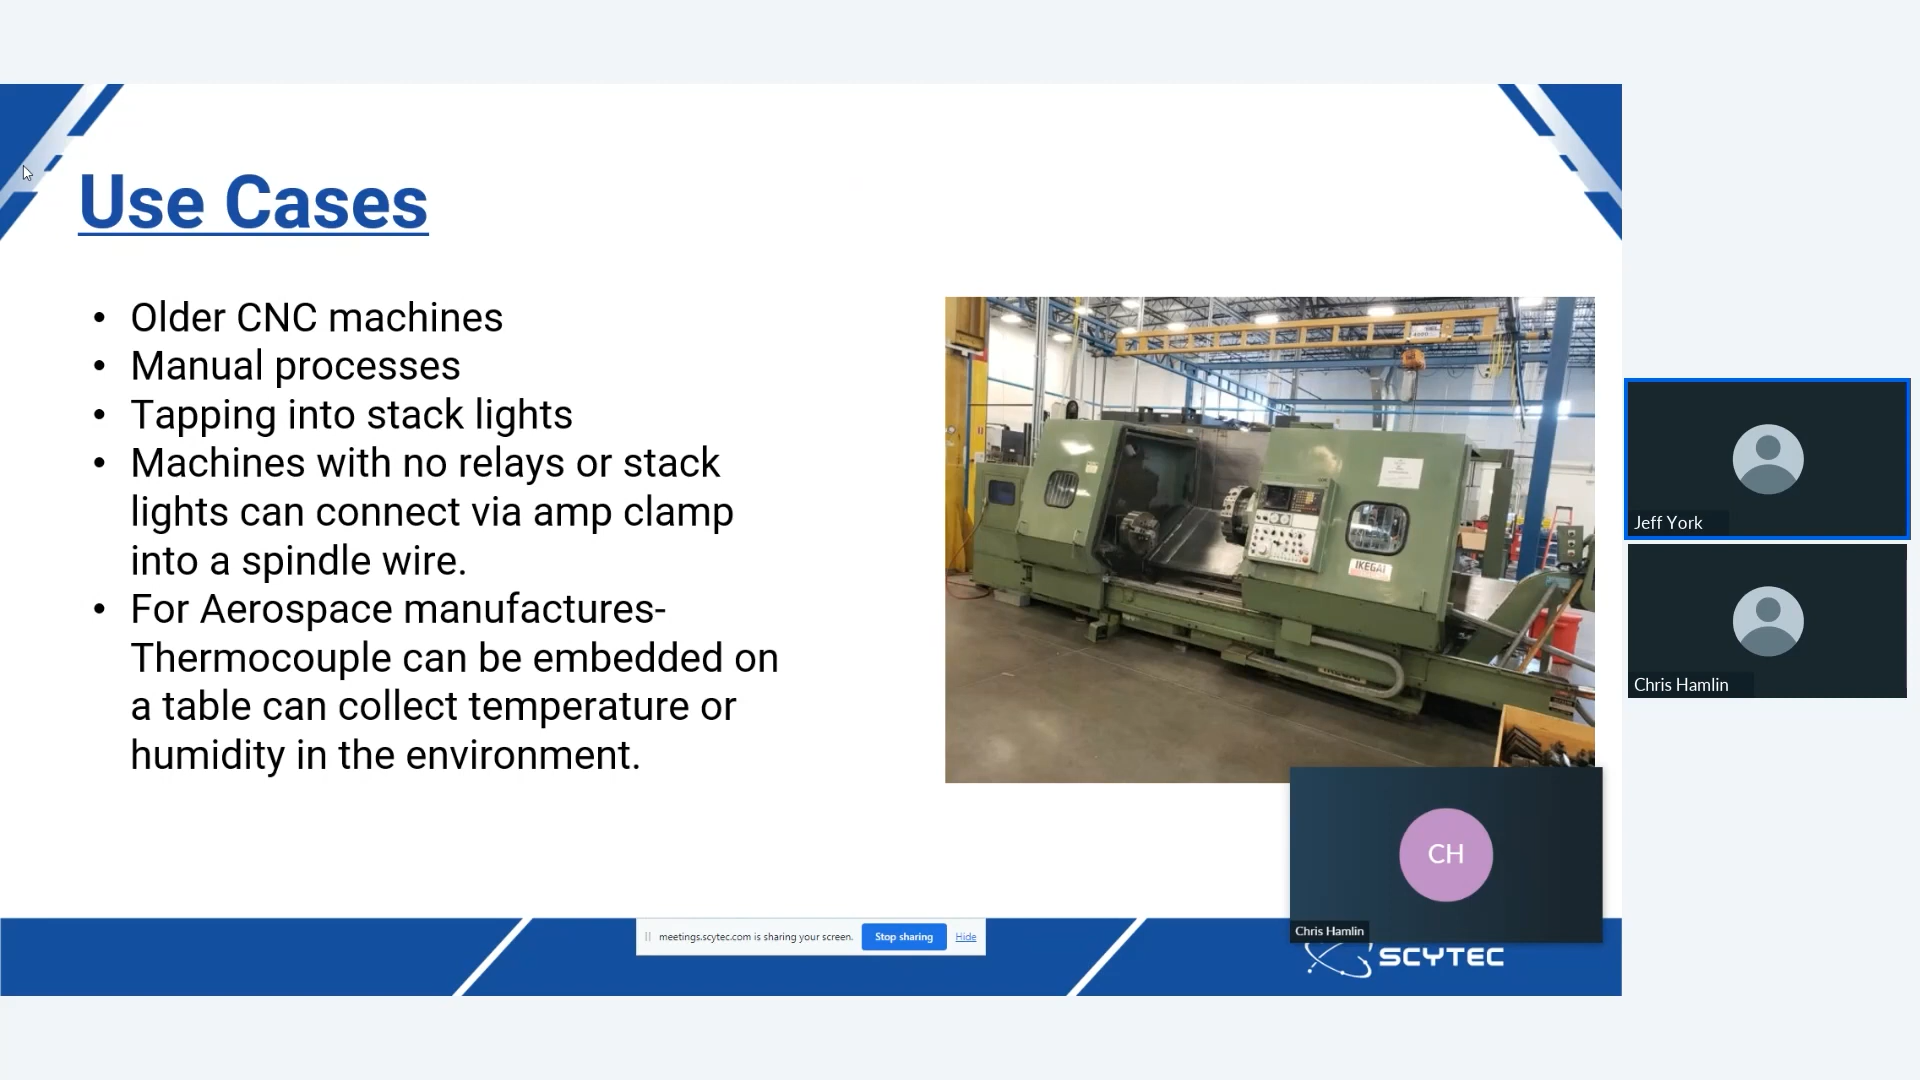 Use Cases
• Older CNC machines
• Manual processes
• Tapping into stack lights
• Machines with no relays or stack
lights can connect via amp clamp
into a spindle wire.
• For Aerospace manufactures-
Thermocouple can be embedded on
a table can collect temperature or
humidity in the environment.
IKEGAI
Jeff York
Chris Hamlin
CH
Chris Hamlin
meetings.scytec.com is sharing your screen.
Stop sharing
Hide
SCYTEC